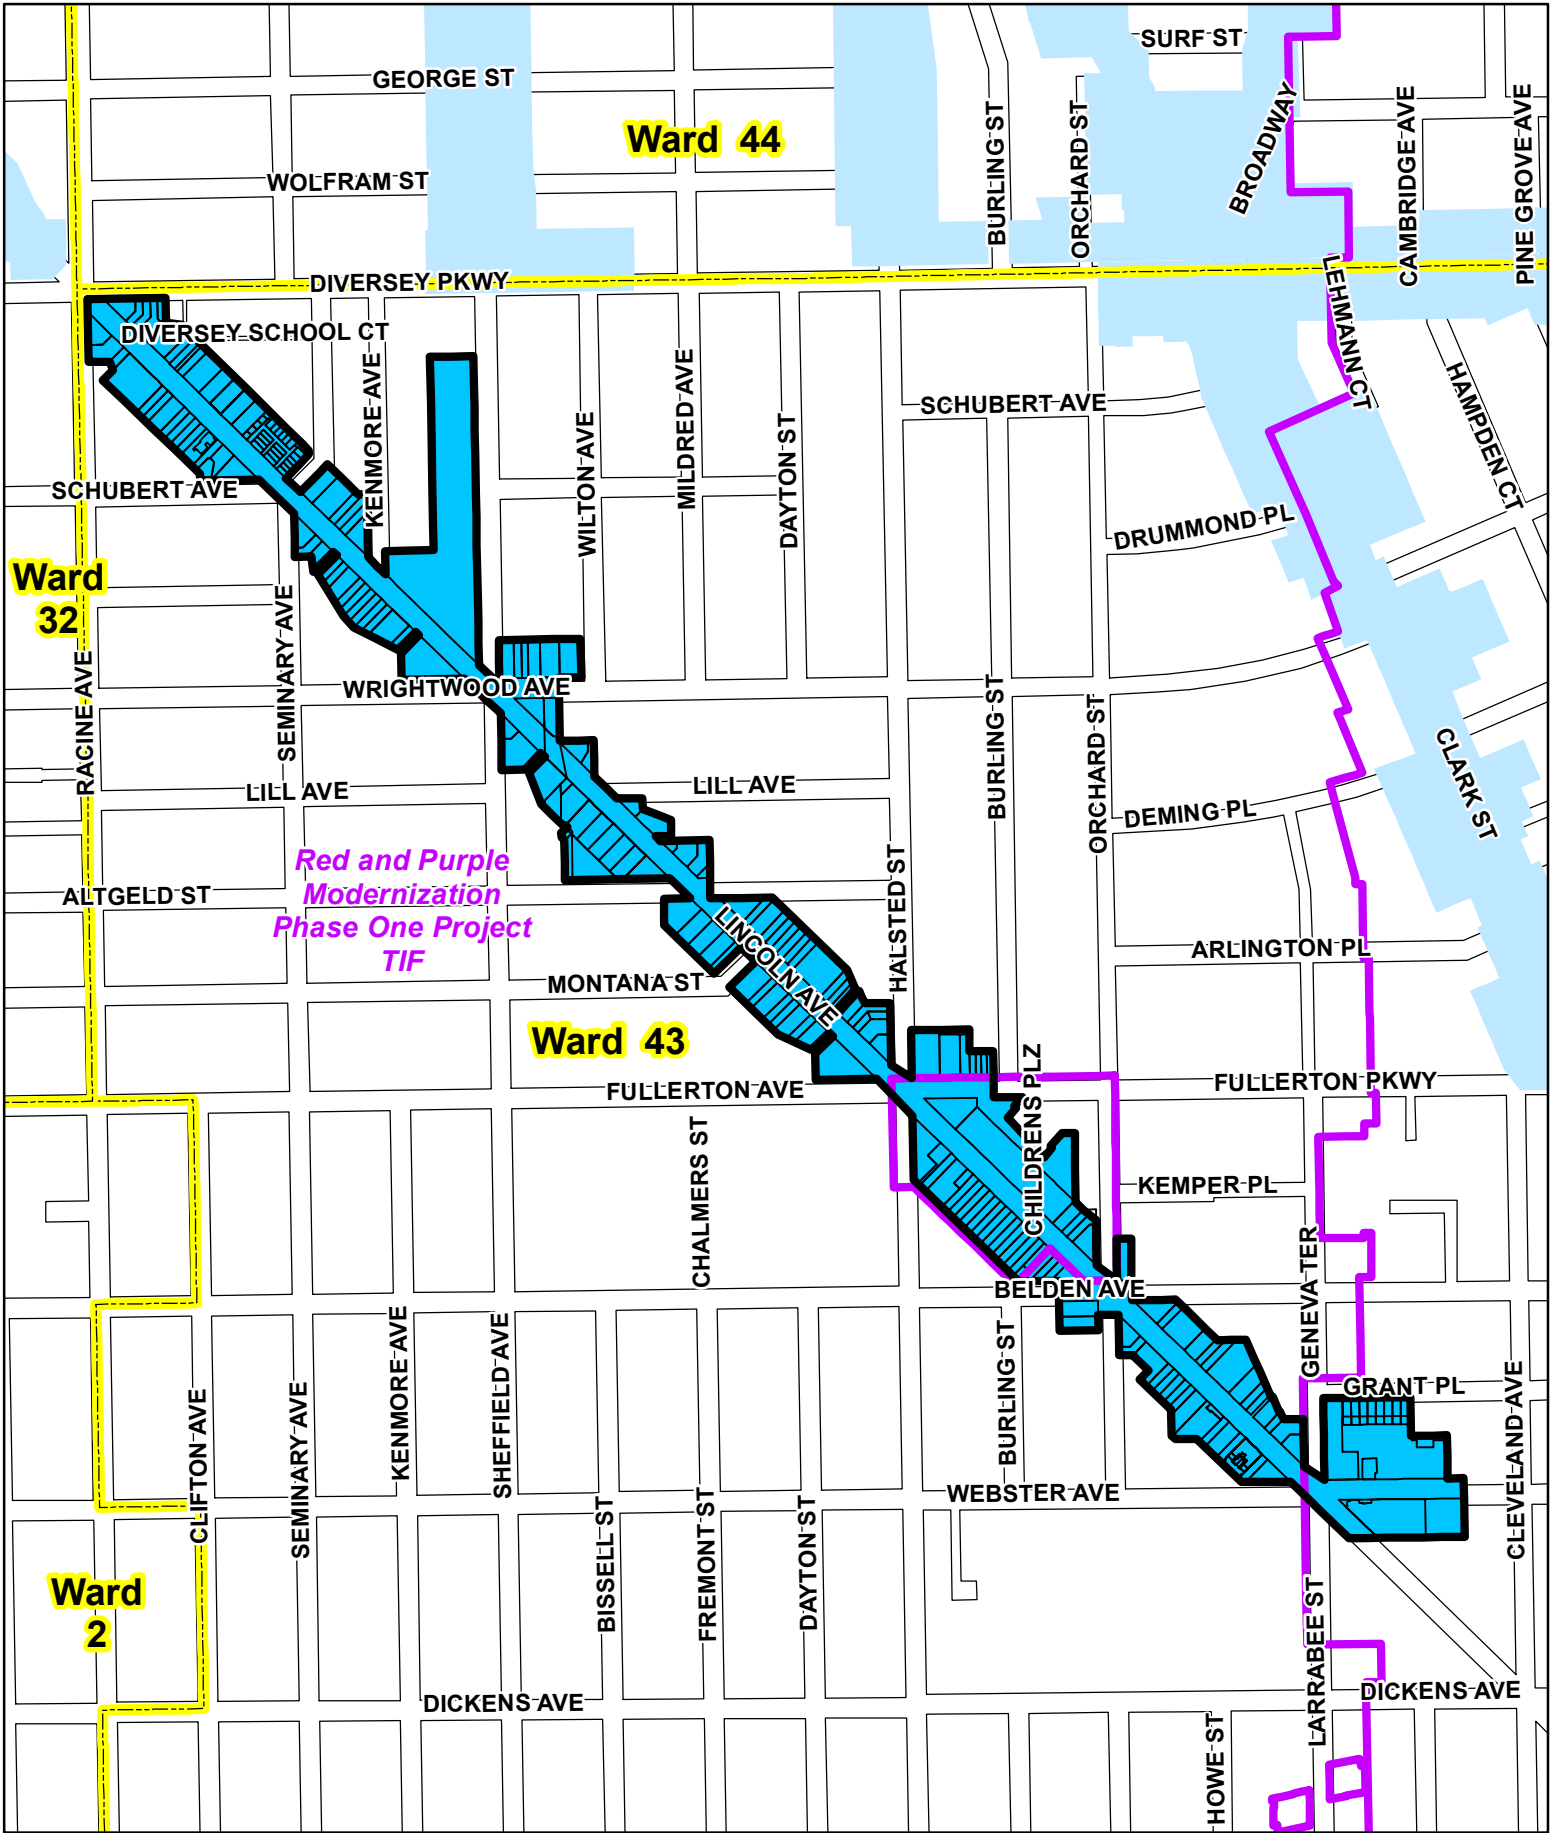 SURF ST
GEORGE ST
BROADWAY
CAMBRIDGE AVE
PINE GROVE AVE
BURLING ST
ORCHARD ST
Ward 44
WOLFRAM ST
DIVERSEY PKWY
LEHMANN CT
DIVERSEY SCHOOL CT
KENMORE AVE
HAMPDEN CT
SCHUBERT AVE
WILTON AVE
MILDRED AVE
DAYTON ST
SCHUBERT AVE
DRUMMOND PL
Ward
32
SEMINARY AVE
RACINE AVE
WRIGHTWOOD AVE
BURLING ST
ORCHARD ST
CLARK ST
LILL AVE
LILL AVE
DEMING PL
Red and Purple
Modernization
Phase One Project
TIF
ALTGELD ST
HALSTED ST
LINCOLN AVE
ARLINGTON PL
MONTANA ST
Ward 43
CHILDRENS PLZ
FULLERTON AVE
FULLERTON PKWY
CHALMERS ST
KEMPER PL
GENEVA TER
BELDEN AVE
KENMORE AVE
SHEFFIELD AVE
BURLING ST
GRANT PL
CLIFTON AVE
SEMINARY AVE
CLEVELAND AVE
WEBSTER AVE
BISSELL ST
FREMONT ST
DAYTON ST
Ward
2
LARRABEE ST
DICKENS AVE
DICKENS AVE
HOWE ST